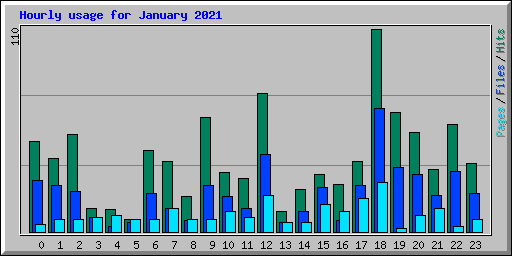 Hourly usage for January 2021
110
Pages / Files / Hits
0 1 2 3 4 5 6 7 8 9 10 11 12 13 14 15 16 17 18 19 20 21 22 23